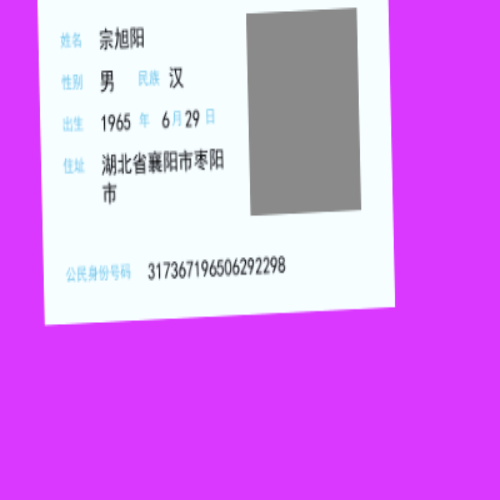 姓名 宗旭阳
性别 男 民族 汉
出生 1965 年 6 月 29 日
住址 湖北省襄阳市枣阳
市
公民身份号码 317367196506292298